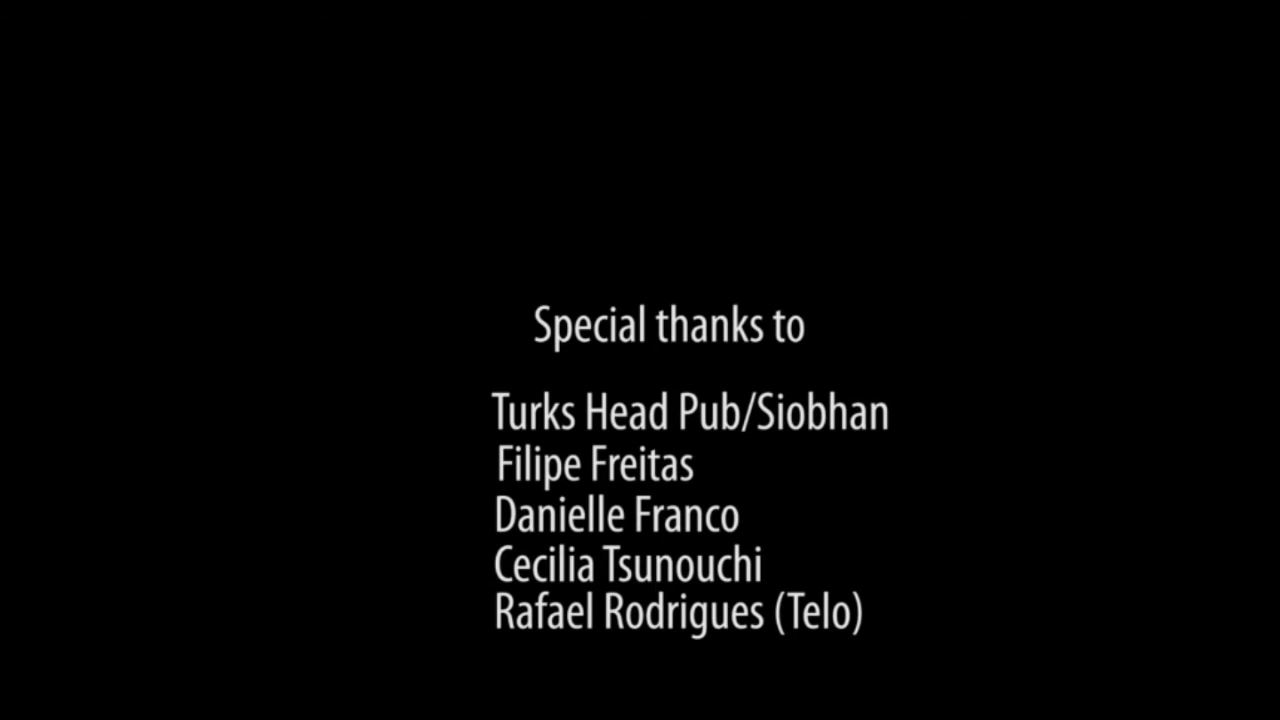 Special thanks to
Turks Head Pub/Siobhan
Filipe Freitas
Danielle Franco
Cecilia Tsunouchi
Rafael Rodrigues (Telo)